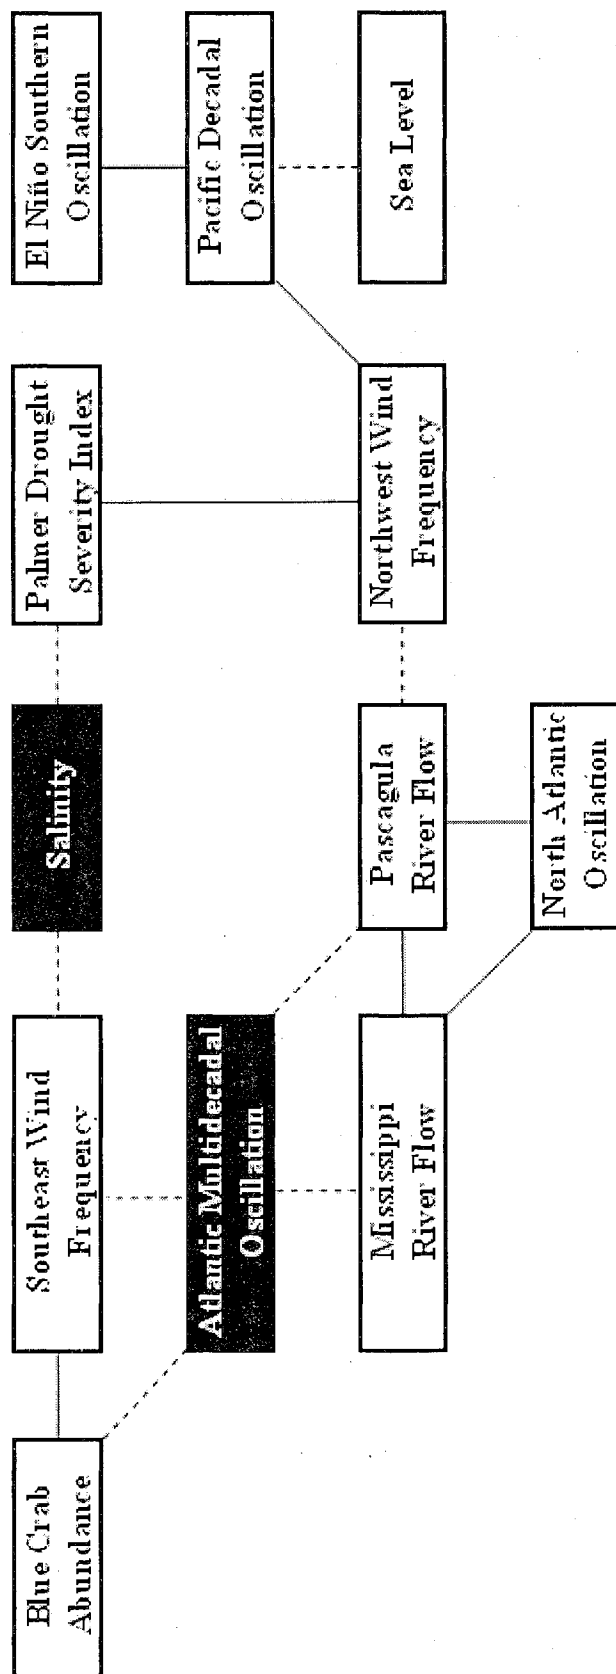 Blue Crab
Abundance
Southeast Wind
Frequency
Salinity
Palmer Drought
Severity Index
El Niño Southern
Oscillation
Atlantic Multidecadal
Oscillation
Pacific Decadal
Oscillation
Mississippi
River Flow
Pascagula
River Flow
Northwest Wind
Frequency
Sea Level
North Atlantic
Oscillation